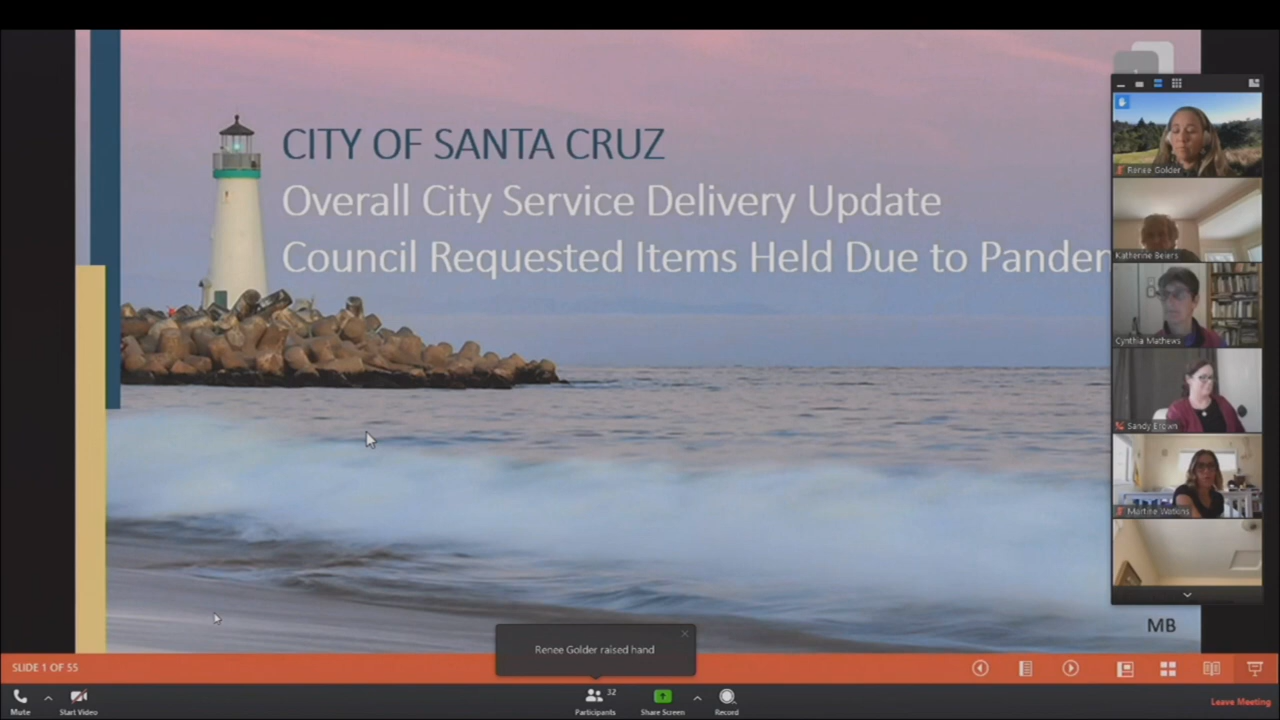 CITY OF SANTA CRUZ
Overall City Service Delivery Update
Council Requested Items Held Due to Pandem
Renee Golder
Katherine Beiers
Cynthia Mathews
Sandy Brown
Martine Watkins
MB
Renee Golder raised hand
SLIDE 1 OF 55
Mute
Start Video
32
Participants
Share Screen
Record
Leave Meeting